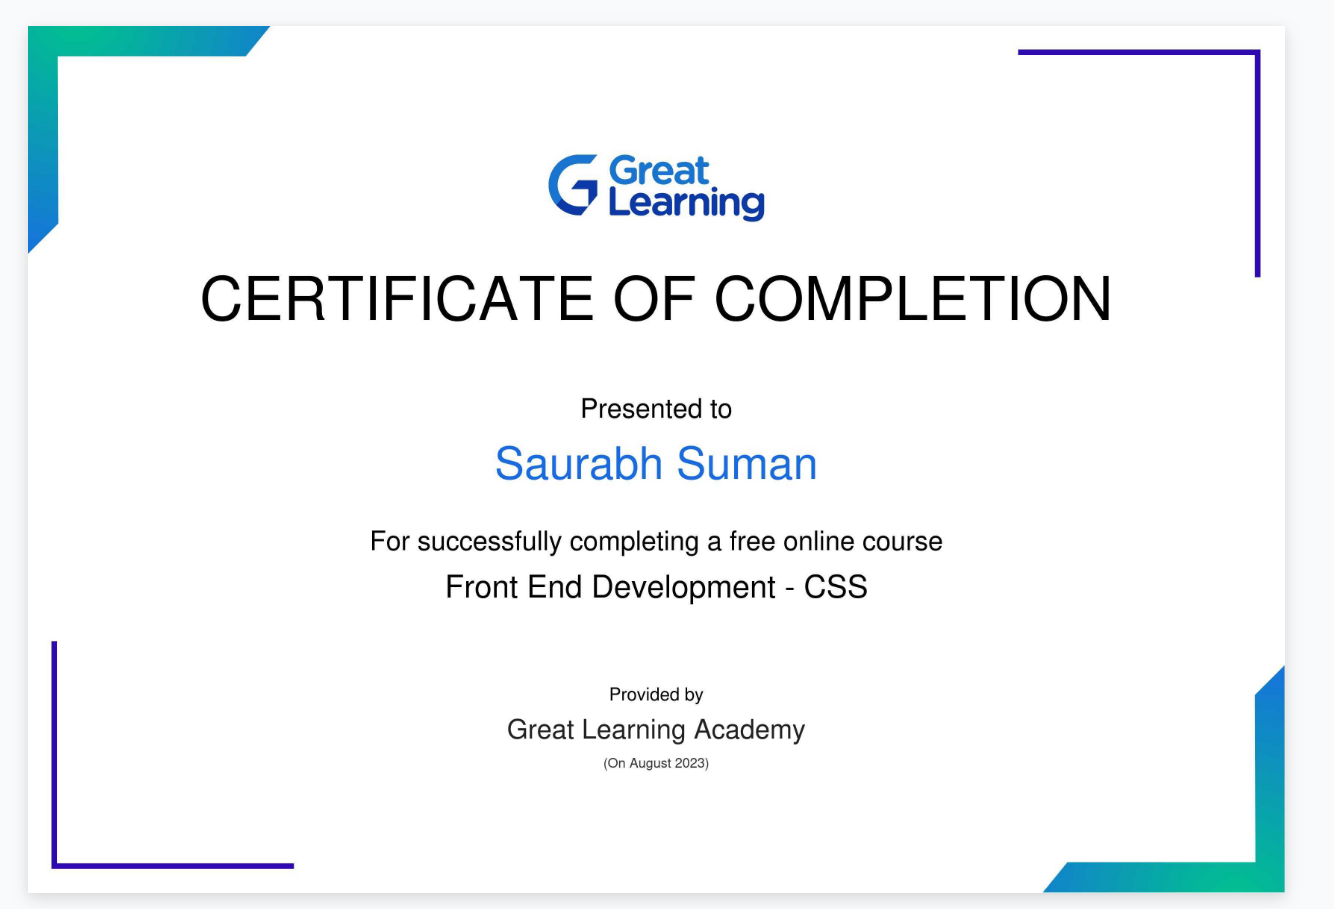 Great
Learning
CERTIFICATE OF COMPLETION
Presented to
Saurabh Suman
For successfully completing a free online course
Front End Development - CSS
Provided by
Great Learning Academy
(On August 2023)